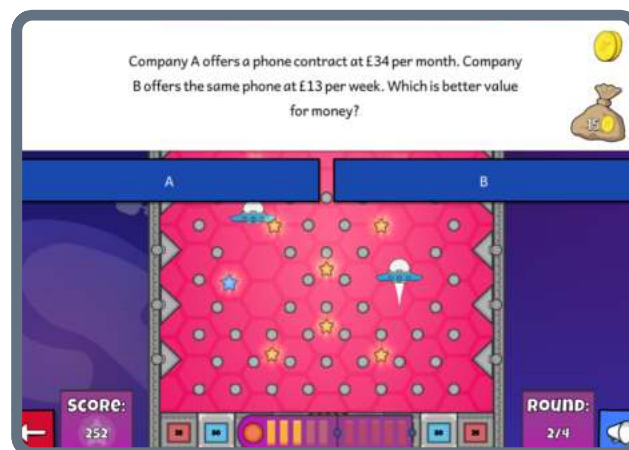 Company A offers a phone contract at £34 per month. Company
B offers the same phone at £13 per week. Which is better value
for money?
15
A
B
SCORE:
252
ROUND:
2/4